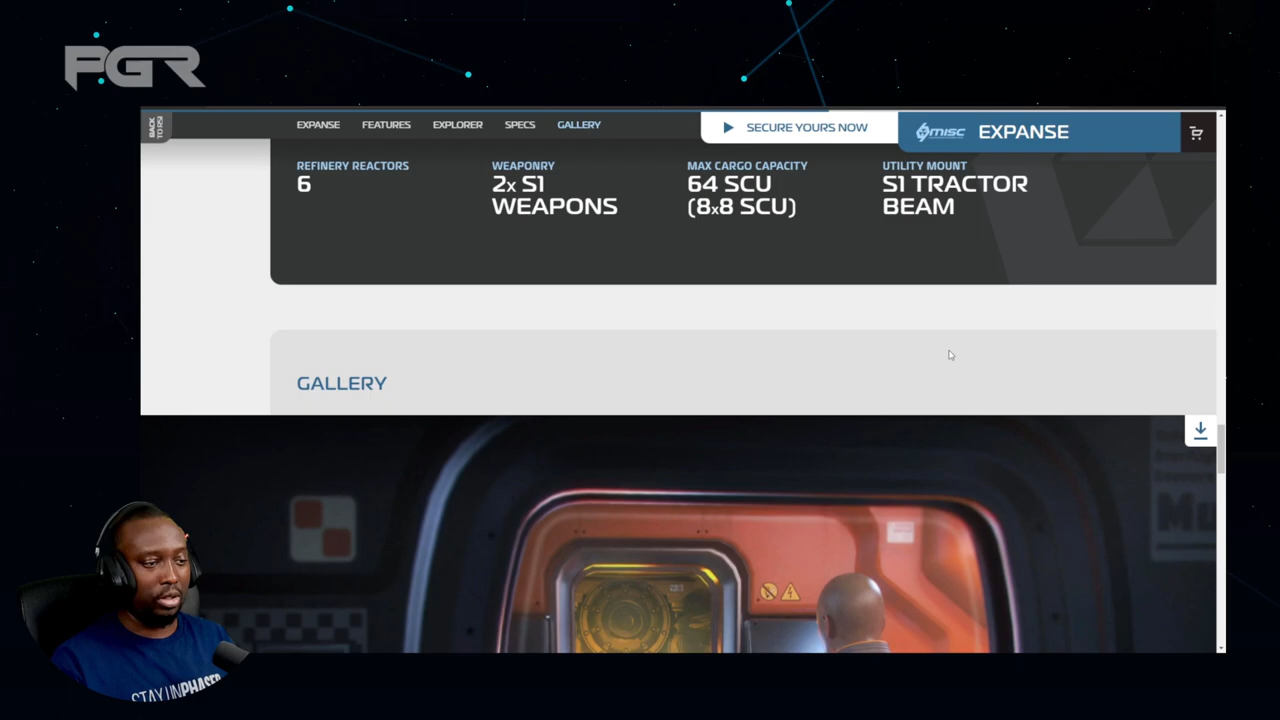 PGR
BACK
TO RSI
EXPANSE
FEATURES
EXPLORER
SPECS
GALLERY
SECURE YOURS NOW
MISC
EXPANSE
REFINERY REACTORS
6
WEAPONRY
2x S1
WEAPONS
MAX CARGO CAPACITY
64 SCU
(8x8 SCU)
UTILITY MOUNT
S1 TRACTOR
BEAM
GALLERY
STAY UNPHASED